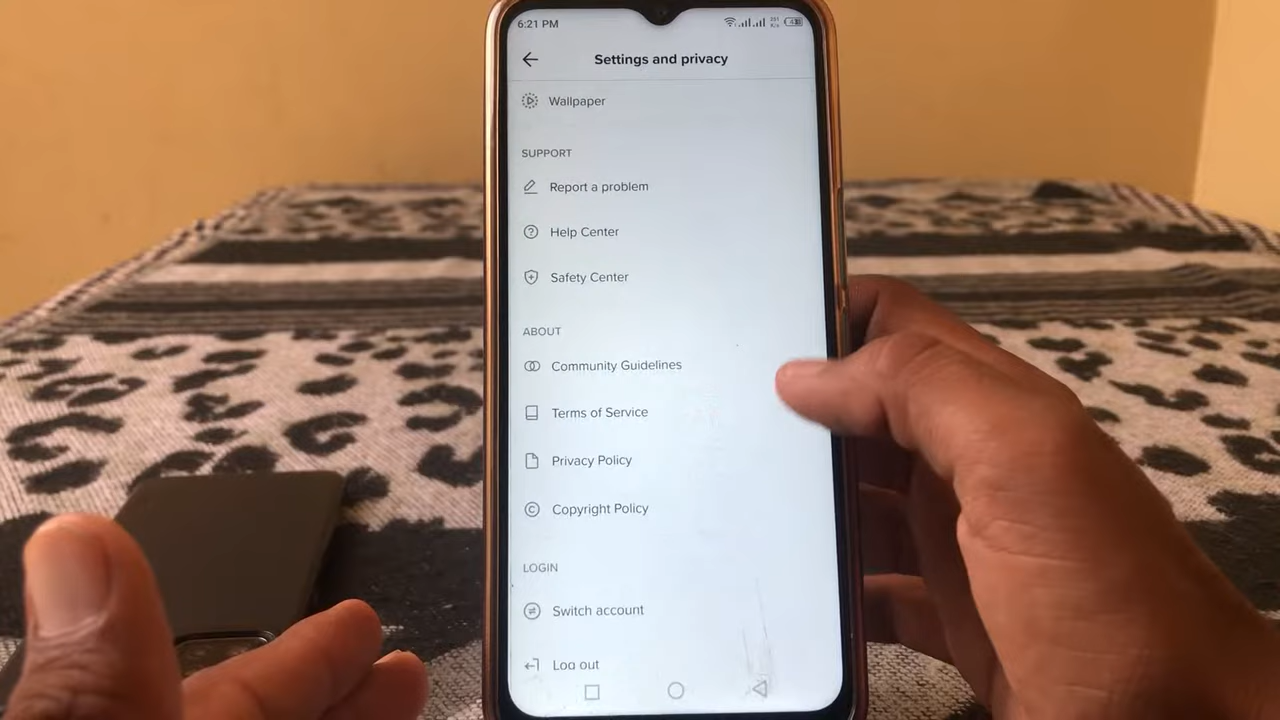 6:21 PM
Settings and privacy
Wallpaper
SUPPORT
Report a problem
Help Center
Safety Center
ABOUT
Community Guidelines
Terms of Service
Privacy Policy
Copyright Policy
LOGIN
Switch account
Log out